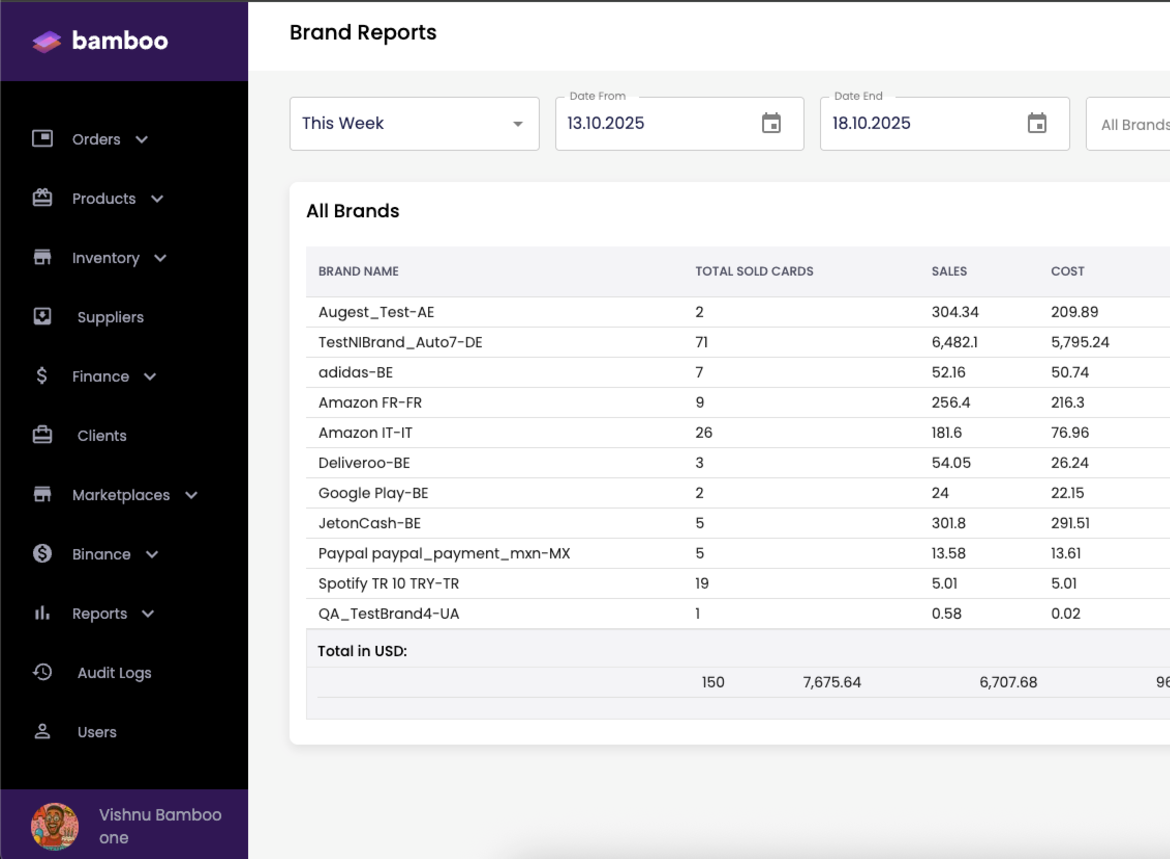 bamboo
Brand Reports
Orders
Products
Inventory
Suppliers
Finance
Clients
Marketplaces
Binance
Reports
Audit Logs
Users
Vishnu Bamboo
one
Date From
Date End
This Week
13.10.2025
18.10.2025
All Brands
All Brands
BRAND NAME TOTAL SOLD CARDS SALES COST
Augest_Test-AE 2 304.34 209.89
TestNIBrand_Auto7-DE 71 6,482.1 5,795.24
adidas-BE 7 52.16 50.74
Amazon FR-FR 9 256.4 216.3
Amazon IT-IT 26 181.6 76.96
Deliveroo-BE 3 54.05 26.24
Google Play-BE 2 24 22.15
JetonCash-BE 5 301.8 291.51
Paypal paypal_payment_mxn-MX 5 13.58 13.61
Spotify TR 10 TRY-TR 19 5.01 5.01
QA_TestBrand4-UA 1 0.58 0.02
Total in USD:
150 7,675.64 6,707.68